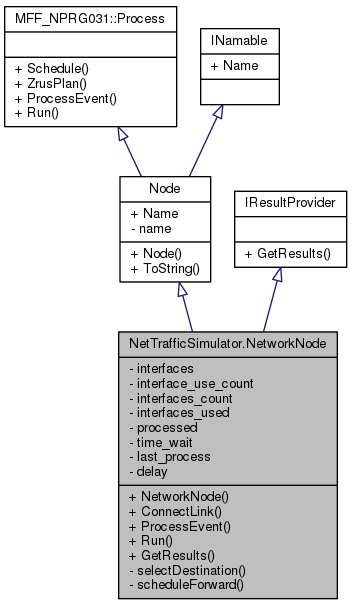 MFF_NPRG031::Process
+ Schedule()
+ ZrusPlan()
+ ProcessEvent()
+ Run()
INamable
+ Name
Node
+ Name
- name
+ Node()
+ ToString()
IResultProvider
+ GetResults()
NetTrafficSimulator.NetworkNode
- interfaces
- interface_use_count
- interfaces_count
- interfaces_used
- processed
- time_wait
- last_process
- delay
+ NetworkNode()
+ ConnectLink()
+ ProcessEvent()
+ Run()
+ GetResults()
- selectDestination()
- scheduleForward()